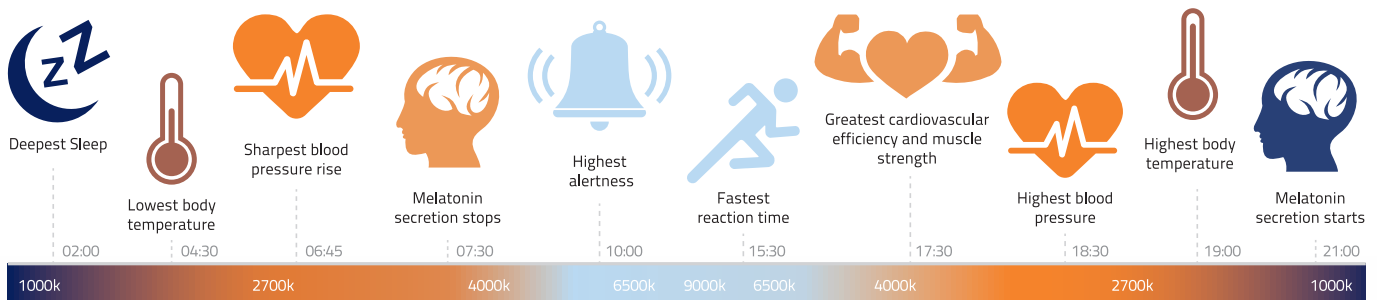 zZ
Deepest Sleep
02:00
Lowest body
temperature
04:30
Sharpest blood
pressure rise
06:45
Melatonin
secretion stops
07:30
Highest
alertness
10:00
Fastest
reaction time
15:30
Greatest cardiovascular
efficiency and muscle
strength
17:30
Highest blood
pressure
18:30
Highest body
temperature
19:00
Melatonin
secretion starts
21:00
1000k 2700k 4000k 6500k 9000k 6500k 4000k 2700k 1000k